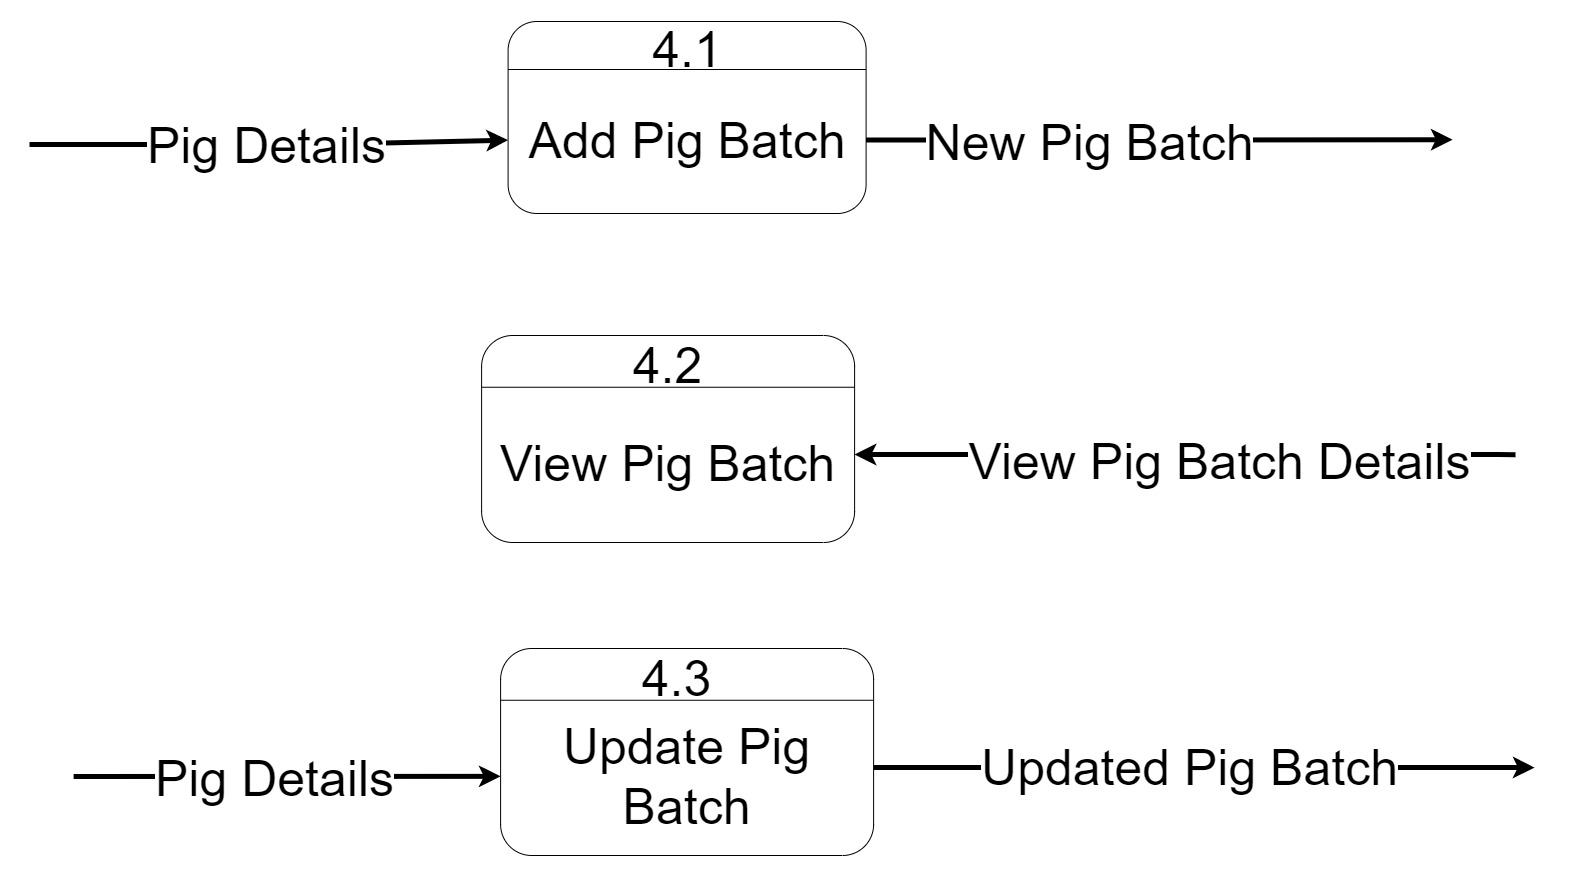 4.1
Pig Details
Add Pig Batch
New Pig Batch
4.2
View Pig Batch
View Pig Batch Details
4.3
Pig Details
Update Pig
Batch
Updated Pig Batch